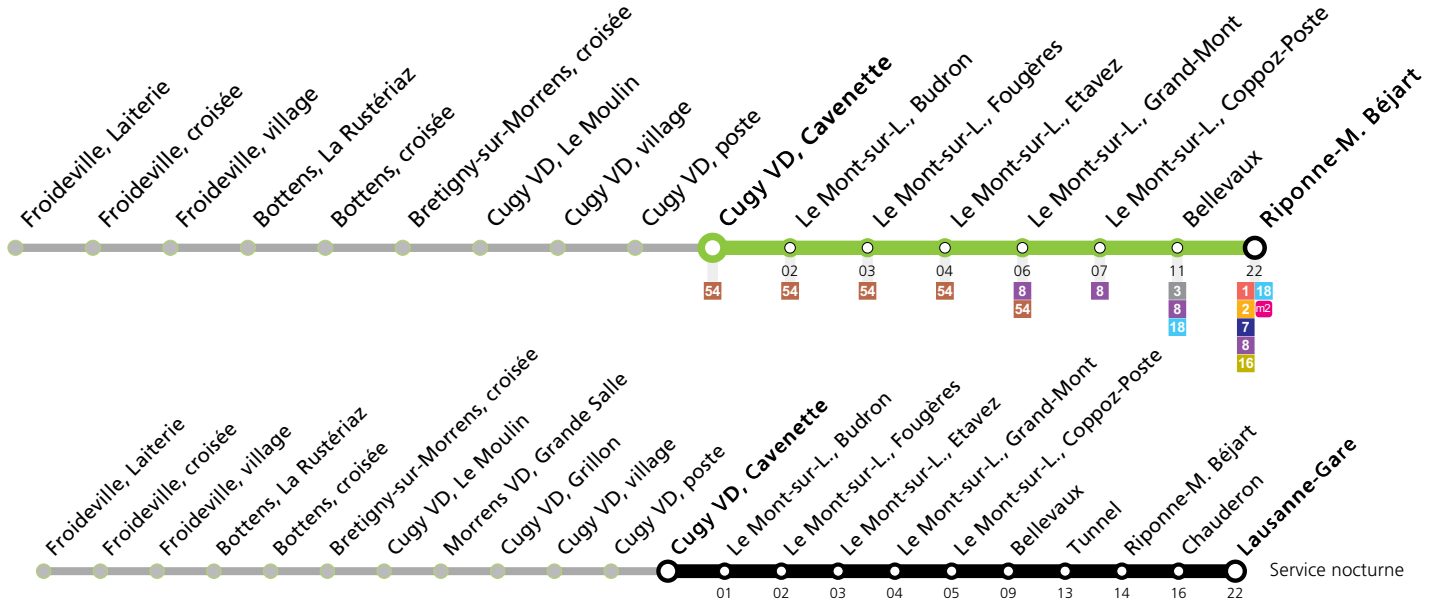 Froideville, Laiterie
Froideville, croisée
Froideville, village
Bottens, La Rustériaz
Bottens, croisée
Bretigny-sur-Morrens, croisée
Cugy VD, Le Moulin
Cugy VD, village
Cugy VD, poste
Cugy VD, Cavenette
Le Mont-sur-L., Budron
Le Mont-sur-L., Fougères
Le Mont-sur-L., Etavez
Le Mont-sur-L., Grand-Mont
Le Mont-sur-L., Coppoz-Poste
Bellevaux
Riponne-M. Béjart
02 03 04 06 07 11 22
54 54 54 54 8 8 3 1 18
54 8 2 m2
18 7
8
16
Froideville, Laiterie
Froideville, croisée
Froideville, village
Bottens, La Rustériaz
Bottens, croisée
Bretigny-sur-Morrens, croisée
Cugy VD, Le Moulin
Morrens VD, Grande Salle
Cugy VD, Grillon
Cugy VD, village
Cugy VD, poste
Cugy VD, Cavenette
Le Mont-sur-L., Budron
Le Mont-sur-L., Fougères
Le Mont-sur-L., Etavez
Le Mont-sur-L., Grand-Mont
Le Mont-sur-L., Coppoz-Poste
Bellevaux
Tunnel
Riponne-M. Béjart
Chauderon
Lausanne-Gare
Service nocturne
01 02 03 04 05 09 13 14 16 22